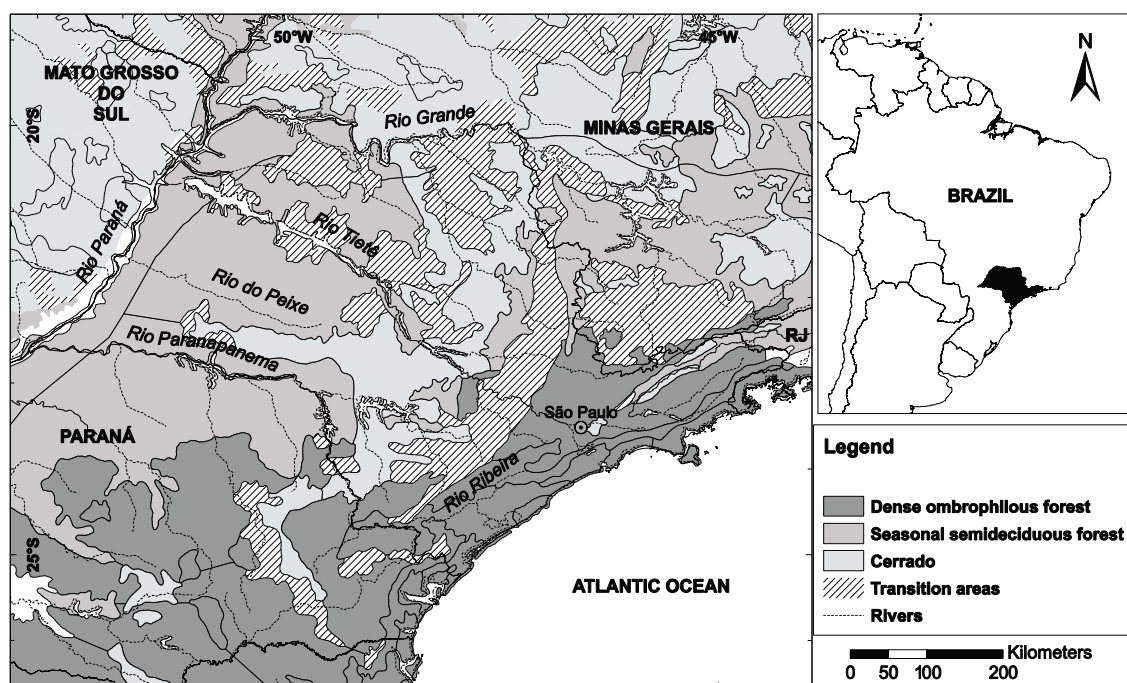 50°W
45°W
MATO GROSSO
DO
SUL
20°S
Rio Grande
MINAS GERAIS
Rio Paraná
Rio Tietê
Rio do Peixe
Rio Paranapanema
RJ
São Paulo
PARANÁ
Rio Ribeira
25°S
ATLANTIC OCEAN
N
BRAZIL
Legend
Dense ombrophilous forest
Seasonal semideciduous forest
Cerrado
Transition areas
Rivers
Kilometers
0 50 100 200